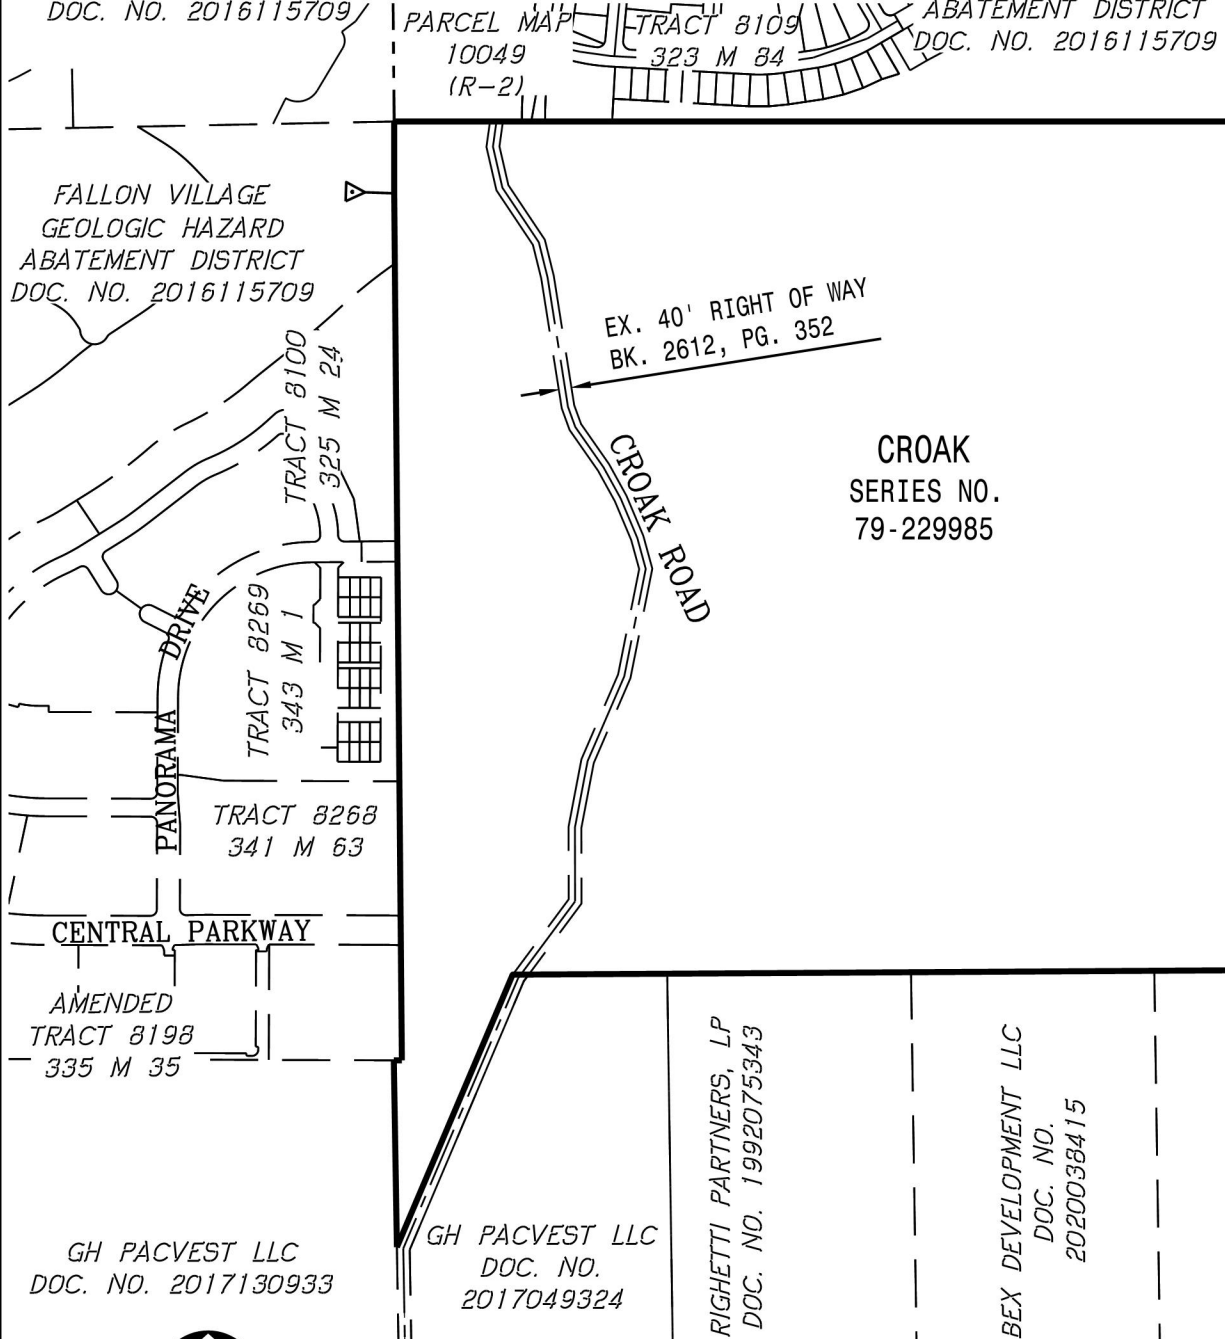 DOC. NO. 2016115709
PARCEL MAP
10049
(R-2)
TRACT 8109
323 M 84
ABATEMENT DISTRICT
DOC. NO. 2016115709
FALLON VILLAGE
GEOLOGIC HAZARD
ABATEMENT DISTRICT
DOC. NO. 2016115709
EX. 40' RIGHT OF WAY
BK. 2612, PG. 352
TRACT 8100
325 M 24
CROAK ROAD
CROAK
SERIES NO.
79-229985
PANORAMA DRIVE
TRACT 8269
343 M 1
TRACT 8268
341 M 63
CENTRAL PARKWAY
AMENDED
TRACT 8198
335 M 35
GH PACVEST LLC
DOC. NO. 2017130933
GH PACVEST LLC
DOC. NO.
2017049324
RIGHETTI PARTNERS, LP
DOC. NO. 1992075343
BEX DEVELOPMENT LLC
DOC. NO.
2020038415